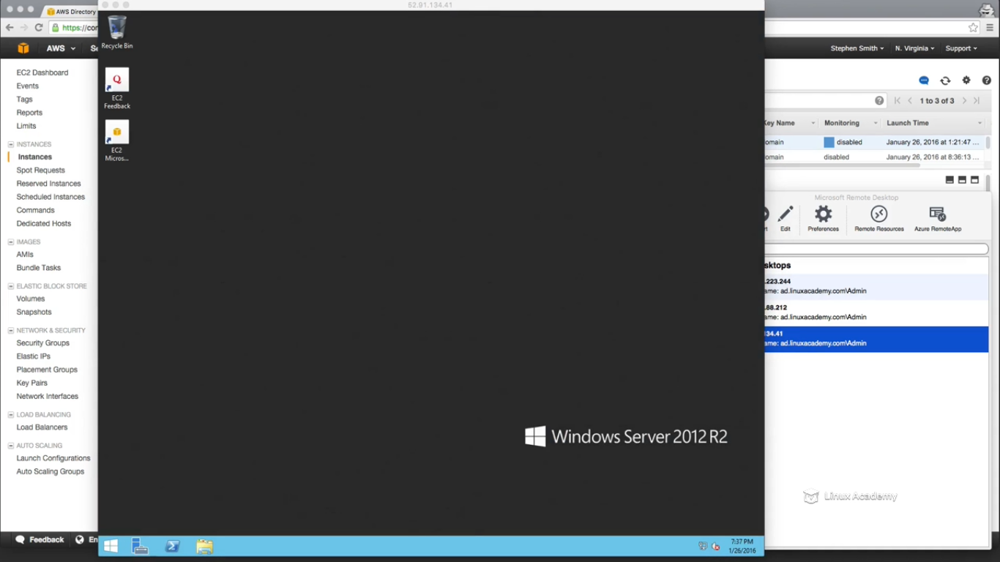 52.91.134.41
AWS Directory
https://cor
AWS
Se
Stephen Smith
N. Virginia
Support
EC2 Dashboard
Events
Tags
Reports
Limits
INSTANCES
Instances
Spot Requests
Reserved Instances
Scheduled Instances
Commands
Dedicated Hosts
IMAGES
AMIs
Bundle Tasks
ELASTIC BLOCK STORE
Volumes
Snapshots
NETWORK & SECURITY
Security Groups
Elastic IPs
Placement Groups
Key Pairs
Network Interfaces
LOAD BALANCING
Load Balancers
AUTO SCALING
Launch Configurations
Auto Scaling Groups
Feedback
En
Recycle Bin
EC2
Feedback
EC2
Micros...
Windows Server 2012 R2
7:37 PM
1/26/2016
1 to 3 of 3
Key Name
Monitoring
Launch Time
omain
disabled
January 26, 2016 at 1:21:47 ...
omain
disabled
January 26, 2016 at 8:36:13 ...
Microsoft Remote Desktop
rt
Edit
Preferences
Remote Resources
Azure RemoteApp
sktops
.223.244
ame: ad.linuxacademy.com\Admin
.88.212
ame: ad.linuxacademy.com\Admin
134.41
ame: ad.linuxacademy.com\Admin
Linux Academy